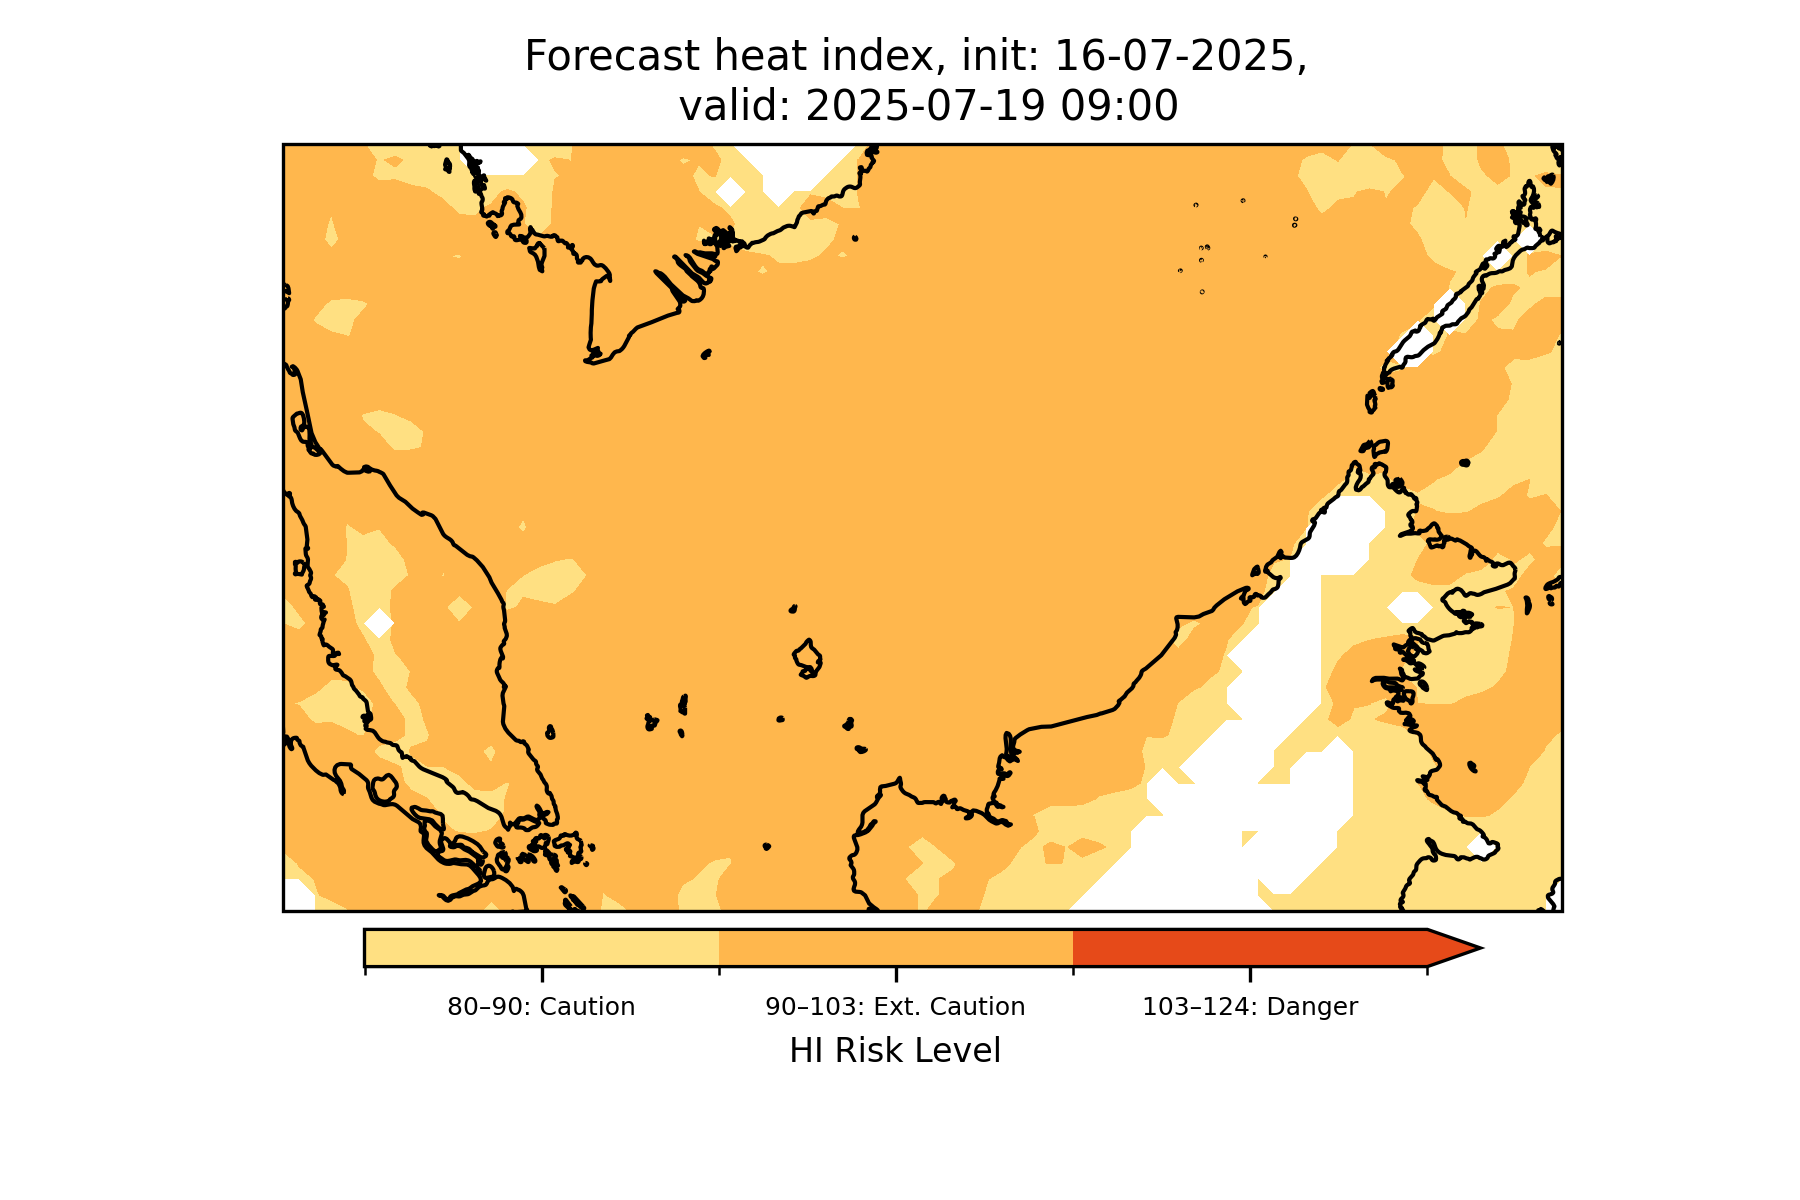 Forecast heat index, init: 16-07-2025,
valid: 2025-07-19 09:00
80–90: Caution
90–103: Ext. Caution
103–124: Danger
HI Risk Level